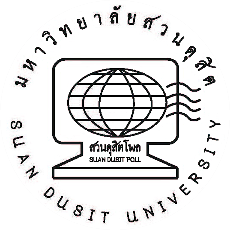 มหาวิทยาลัยสวนดุสิต
สวนดุสิตโพล
SUAN DUSIT POLL
SUAN DUSIT UNIVERSITY